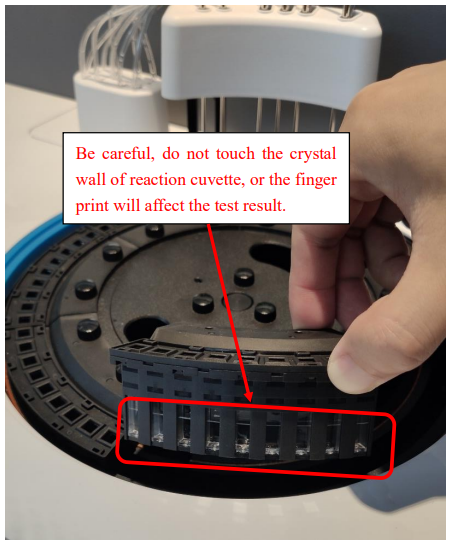 Be careful, do not touch the crystal
wall of reaction cuvette, or the finger
print will affect the test result.